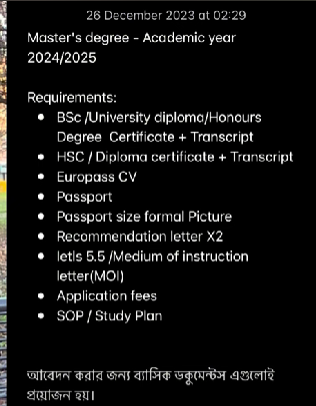 26 December 2023 at 02:29
Master's degree - Academic year
2024/2025
Requirements:
• BSc /University diploma/Honours
Degree Certificate + Transcript
• HSC / Diploma certificate + Transcript
• Europass CV
• Passport
• Passport size formal Picture
• Recommendation letter X2
• Ietls 5.5 /Medium of instruction
letter(MOI)
• Application fees
• SOP / Study Plan
আবেদন করার জন্য ব্যাসিক ডকুমেন্টস এগুলোই
প্রয়োজন হয়।